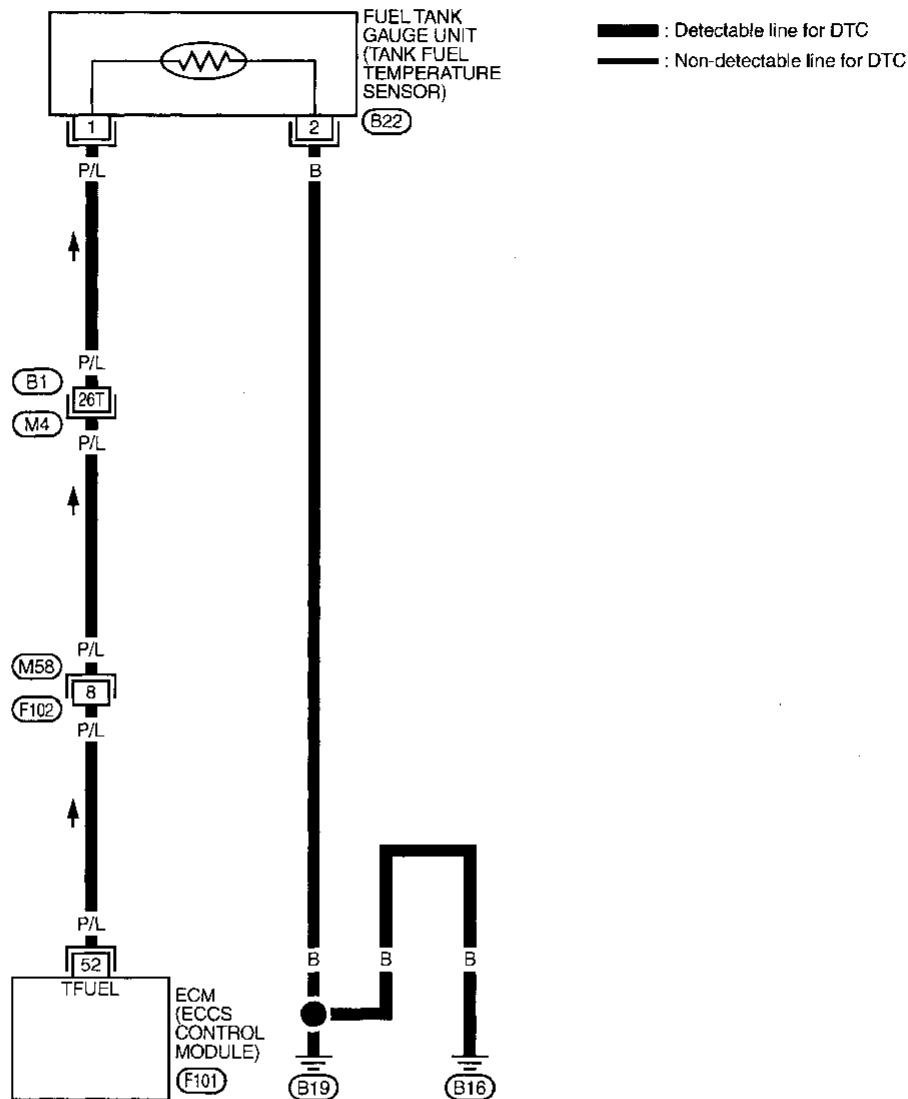 FUEL TANK
GAUGE UNIT
(TANK FUEL
TEMPERATURE
SENSOR)
: Detectable line for DTC
: Non-detectable line for DTC
1
2
B22
P/L
B
P/L
B1
26T
M4
P/L
P/L
M58
8
F102
P/L
P/L
B
B
B
52
TFUEL
ECM
(ECCS
CONTROL
MODULE)
F101
B19
B16